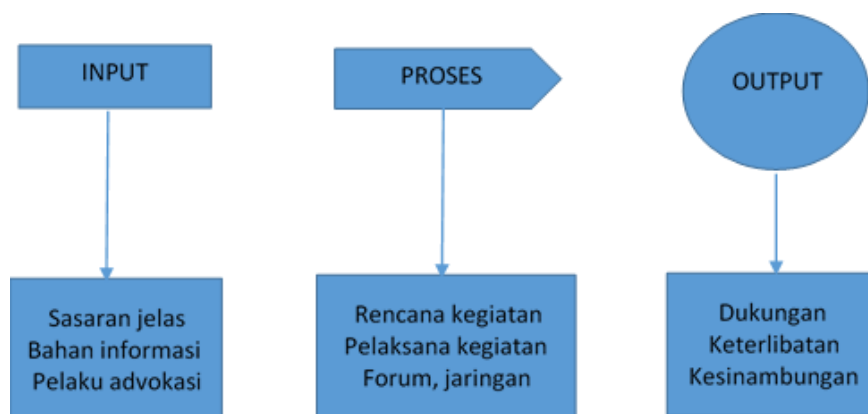 INPUT
PROSES
OUTPUT
Sasaran jelas
Bahan informasi
Pelaku advokasi
Rencana kegiatan
Pelaksana kegiatan
Forum, jaringan
Dukungan
Keterlibatan
Kesinambungan